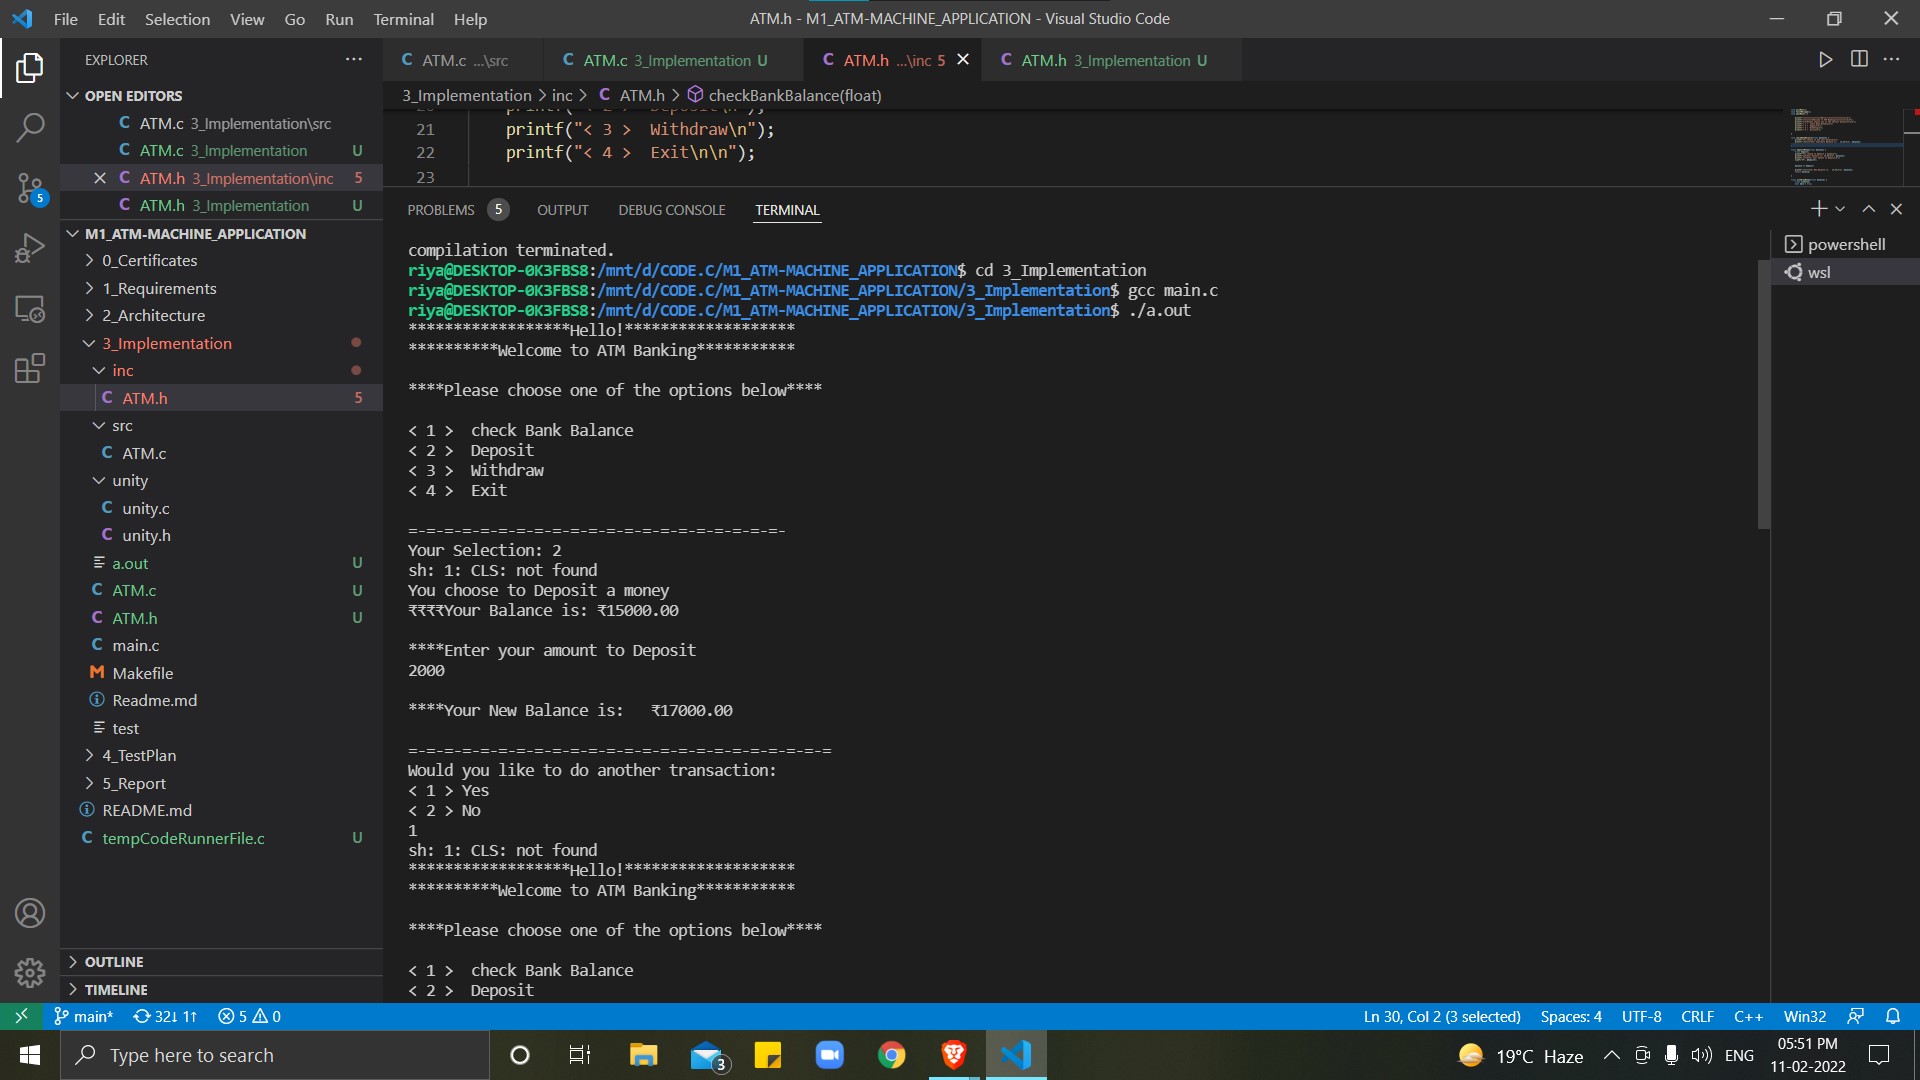 File Edit Selection View Go Run Terminal Help
ATM.h - M1_ATM-MACHINE_APPLICATION - Visual Studio Code
EXPLORER
OPEN EDITORS
ATM.c 3_Implementation\src
ATM.c 3_Implementation U
ATM.h 3_Implementation\inc 5
ATM.h 3_Implementation U
M1_ATM-MACHINE_APPLICATION
0_Certificates
1_Requirements
2_Architecture
3_Implementation
inc
ATM.h 5
src
ATM.c
unity
unity.c
unity.h
a.out U
ATM.c U
ATM.h U
main.c
Makefile
Readme.md
test
4_TestPlan
5_Report
README.md
tempCodeRunnerFile.c U
OUTLINE
TIMELINE
5
ATM.c ...\src
ATM.c 3_Implementation U
ATM.h ...\inc 5
ATM.h 3_Implementation U
3_Implementation > inc > ATM.h > checkBankBalance(float)
21 printf("< 3 >  Withdraw\n");
22 printf("< 4 >  Exit\n\n");
23
PROBLEMS 5 OUTPUT DEBUG CONSOLE TERMINAL
powershell
wsl
compilation terminated.
riya@DESKTOP-0K3FBS8:/mnt/d/CODE.C/M1_ATM-MACHINE_APPLICATION$ cd 3_Implementation
riya@DESKTOP-0K3FBS8:/mnt/d/CODE.C/M1_ATM-MACHINE_APPLICATION/3_Implementation$ gcc main.c
riya@DESKTOP-0K3FBS8:/mnt/d/CODE.C/M1_ATM-MACHINE_APPLICATION/3_Implementation$ ./a.out
******************Hello!*******************
**********Welcome to ATM Banking***********
****Please choose one of the options below****
< 1 >  check Bank Balance
< 2 >  Deposit
< 3 >  Withdraw
< 4 >  Exit
=-=-=-=-=-=-=-=-=-=-=-=-=-=-=-=-=-=-=-=-=-
Your Selection: 2
sh: 1: CLS: not found
You choose to Deposit a money
₹₹₹₹Your Balance is: ₹15000.00
****Enter your amount to Deposit
2000
****Your New Balance is:   ₹17000.00
=-=-=-=-=-=-=-=-=-=-=-=-=-=-=-=-=-=-=-=-=-=-=-=
Would you like to do another transaction:
< 1 > Yes
< 2 > No
1
sh: 1: CLS: not found
******************Hello!*******************
**********Welcome to ATM Banking***********
****Please choose one of the options below****
< 1 >  check Bank Balance
< 2 >  Deposit
main* 32↓ 1↑ 5 0
Ln 30, Col 2 (3 selected) Spaces: 4 UTF-8 CRLF C++ Win32
Type here to search
3
19°C Haze
ENG
05:51 PM
11-02-2022